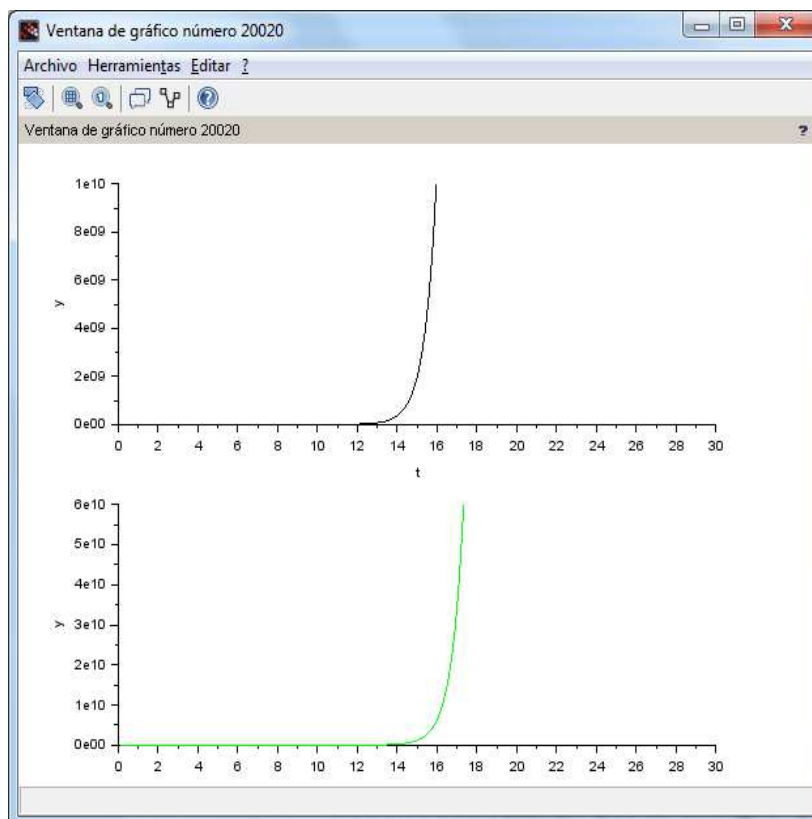 Ventana de gráfico número 20020
Archivo Herramientas Editar ?
Ventana de gráfico número 20020 ?
1e10
8e09
6e09
y
4e09
2e09
0e00
0 2 4 6 8 10 12 14 16 18 20 22 24 26 28 30
t
6e10
5e10
4e10
y
3e10
2e10
1e10
0e00
0 2 4 6 8 10 12 14 16 18 20 22 24 26 28 30